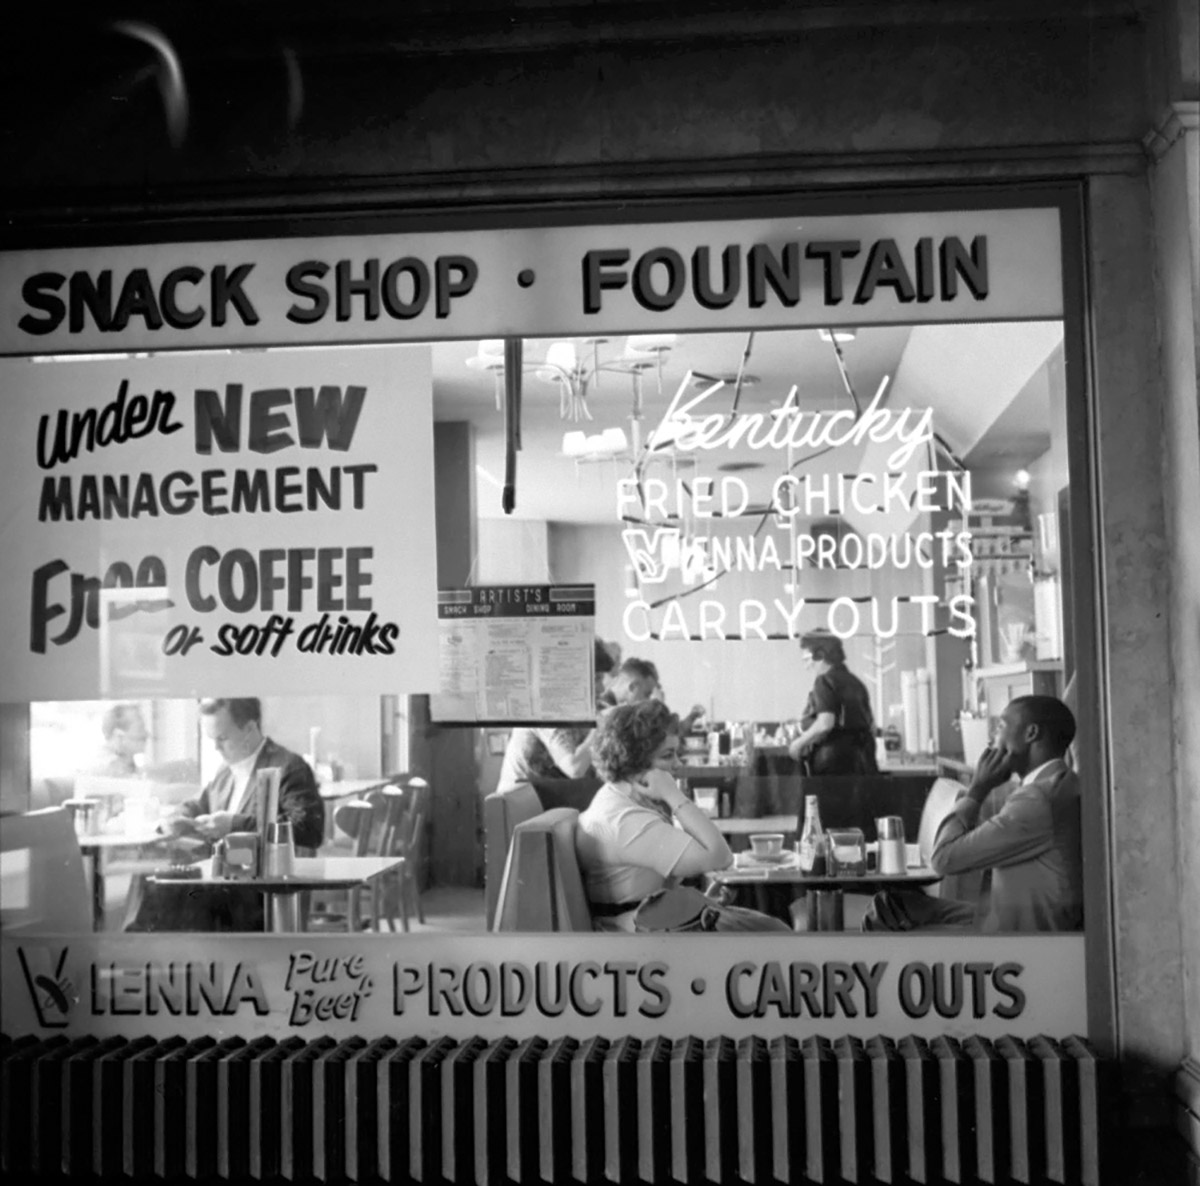 SNACK SHOP · FOUNTAIN
under NEW
MANAGEMENT
Free COFFEE
or soft drinks
ARTIST'S
SNACK SHOP DINING ROOM
Kentucky
FRIED CHICKEN
VIENNA PRODUCTS
CARRY OUTS
VIENNA Pure Beef PRODUCTS · CARRY OUTS